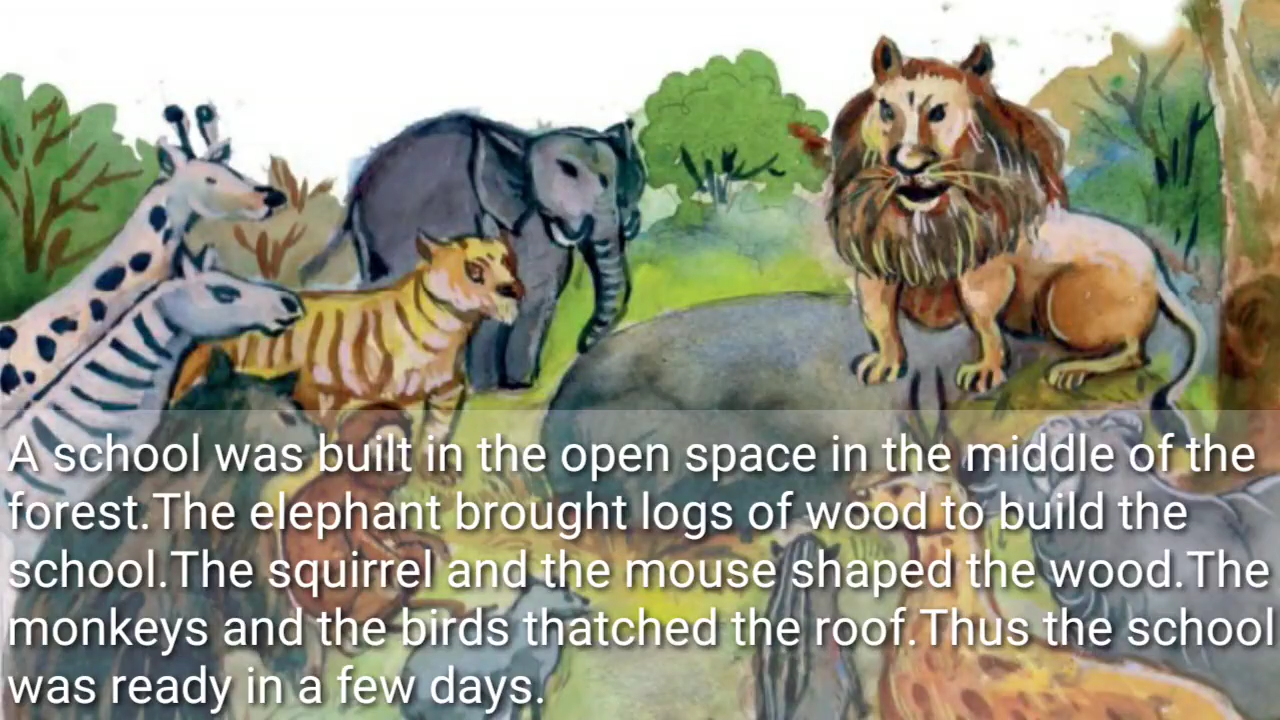 A school was built in the open space in the middle of the
forest.The elephant brought logs of wood to build the
school.The squirrel and the mouse shaped the wood.The
monkeys and the birds thatched the roof.Thus the school
was ready in a few days.